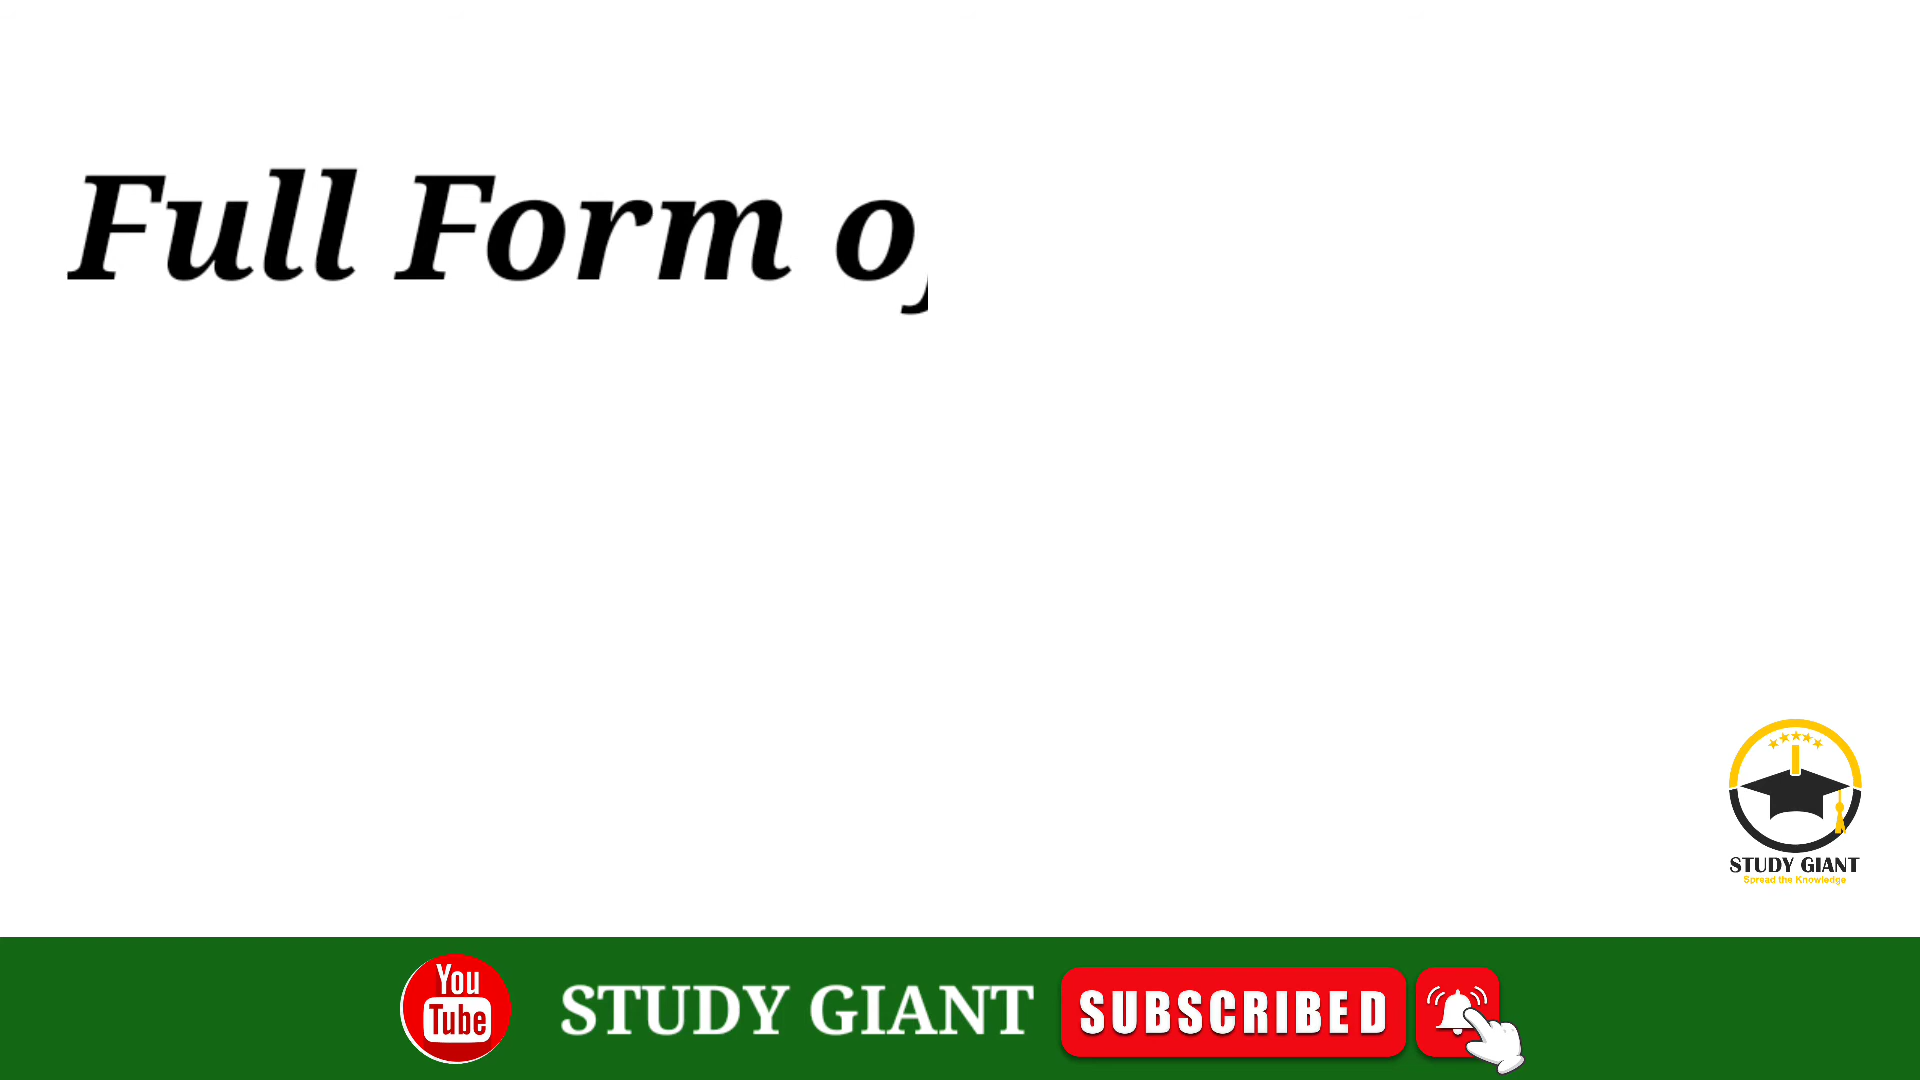 Full Form o
STUDY GIANT
Spread the Knowledge
You
Tube
STUDY GIANT
SUBSCRIBED